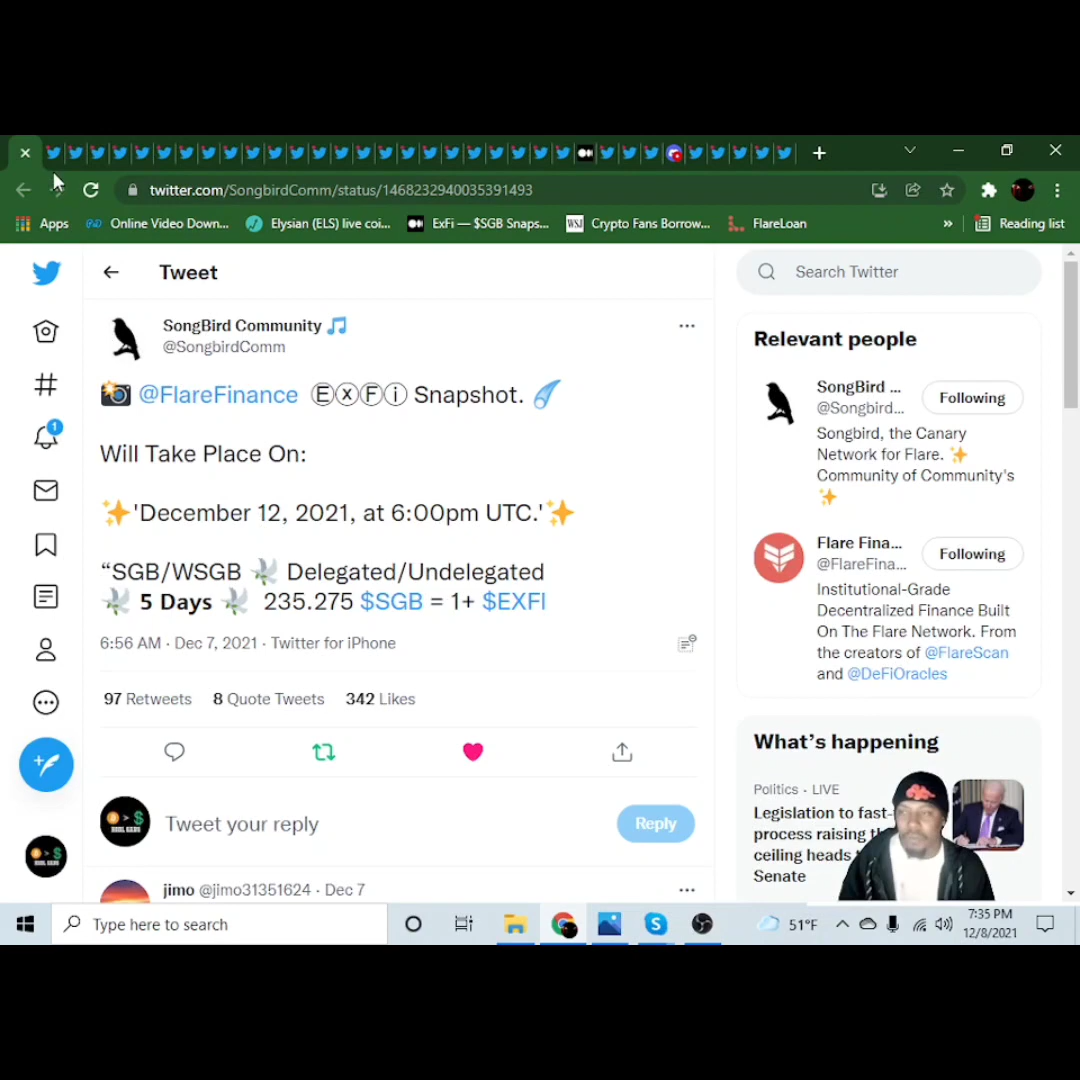 twitter.com/SongbirdComm/status/1468232940035391493
Apps Online Video Down... Elysian (ELS) live coi... ExFi — $SGB Snaps... WSJ Crypto Fans Borrow... FlareLoan » Reading list
Tweet
Search Twitter
SongBird Community
@SongbirdComm
@FlareFinance ⒺⓧⒻⓘ Snapshot.
Will Take Place On:
'December 12, 2021, at 6:00pm UTC.'
“SGB/WSGB Delegated/Undelegated
5 Days 235.275 $SGB = 1+ $EXFI
6:56 AM · Dec 7, 2021 · Twitter for iPhone
97 Retweets 8 Quote Tweets 342 Likes
Tweet your reply
Reply
jimo @jimo31351624 · Dec 7
1
Relevant people
SongBird ...
@Songbird...
Following
Songbird, the Canary
Network for Flare.
Community of Community's
Flare Fina...
@FlareFina...
Following
Institutional-Grade
Decentralized Finance Built
On The Flare Network. From
the creators of @FlareScan
and @DeFiOracles
What's happening
Politics · LIVE
Legislation to fast-
process raising
ceiling heads
Senate
Type here to search
51°F
7:35 PM
12/8/2021